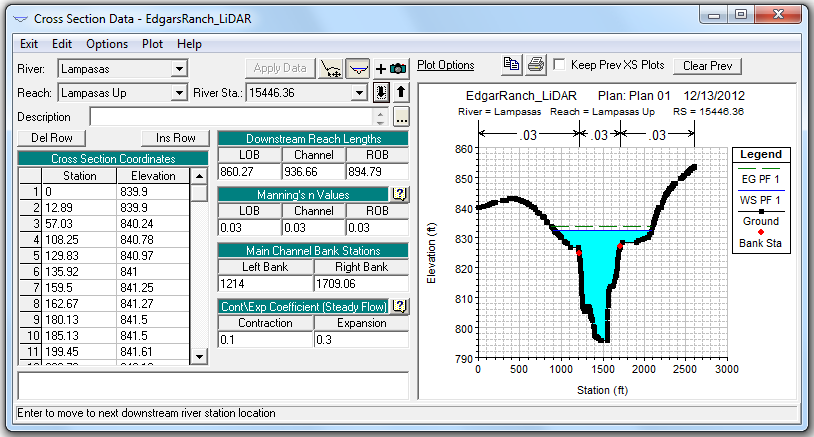 Cross Section Data - EdgarsRanch_LiDAR
Exit Edit Options Plot Help
River: Lampasas Apply Data
Reach: Lampasas Up River Sta.: 15446.36
Description ...
Del Row Ins Row
Cross Section Coordinates
Station Elevation
1 0 839.9
2 12.89 839.9
3 57.03 840.24
4 108.25 840.78
5 129.83 840.97
6 135.92 841
7 159.5 841.25
8 162.67 841.27
9 180.13 841.5
10 185.13 841.5
11 199.45 841.61
Downstream Reach Lengths
LOB Channel ROB
860.27 936.66 894.79
Manning's n Values ?
LOB Channel ROB
0.03 0.03 0.03
Main Channel Bank Stations
Left Bank Right Bank
1214 1709.06
Cont\Exp Coefficient (Steady Flow) ?
Contraction Expansion
0.1 0.3
Plot Options Keep Prev XS Plots Clear Prev
EdgarRanch_LiDAR Plan: Plan 01 12/13/2012
River = Lampasas Reach = Lampasas Up RS = 15446.36
.03 .03 .03
860
850
840
830
820
810
800
790
Elevation (ft)
0 500 1000 1500 2000 2500 3000
Station (ft)
Legend
EG PF 1
WS PF 1
Ground
Bank Sta
Enter to move to next downstream river station location